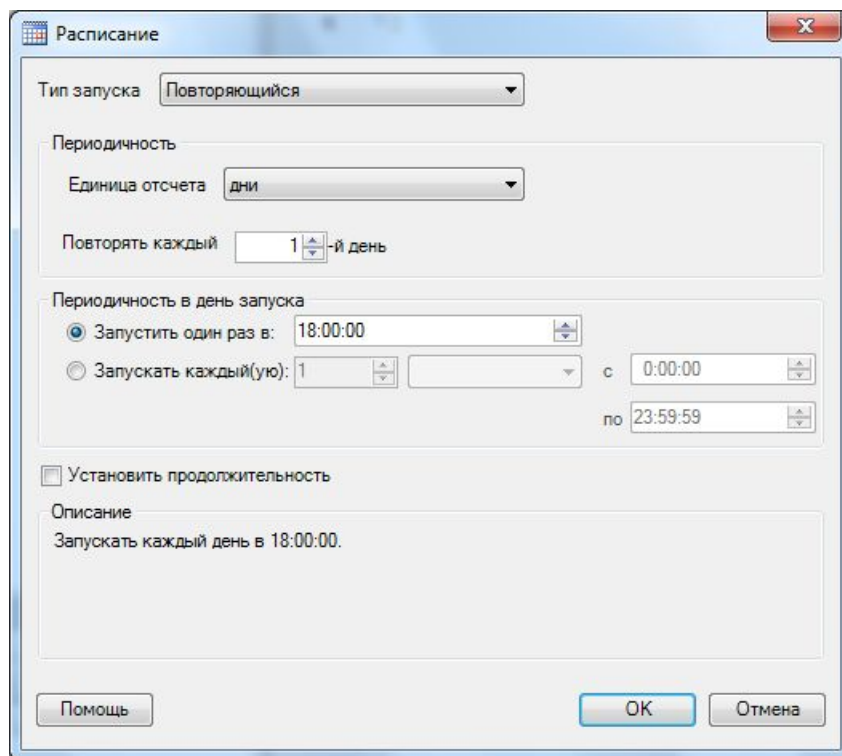 Расписание
Тип запуска Повторяющийся
Периодичность
Единица отсчета дни
Повторять каждый 1 -й день
Периодичность в день запуска
Запустить один раз в: 18:00:00
Запускать каждый(ую): 1 с 0:00:00
по 23:59:59
Установить продолжительность
Описание
Запускать каждый день в 18:00:00.
Помощь OK Отмена